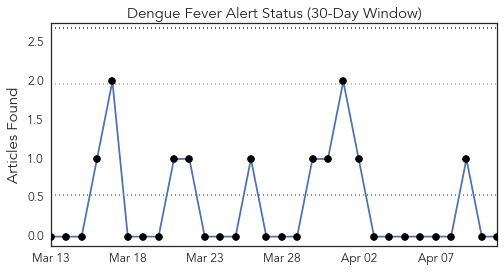 Dengue Fever Alert Status (30-Day Window)
Articles Found
2.5
2.0
1.5
1.0
0.5
0.0
Mar 13 Mar 18 Mar 23 Mar 28 Apr 02 Apr 07